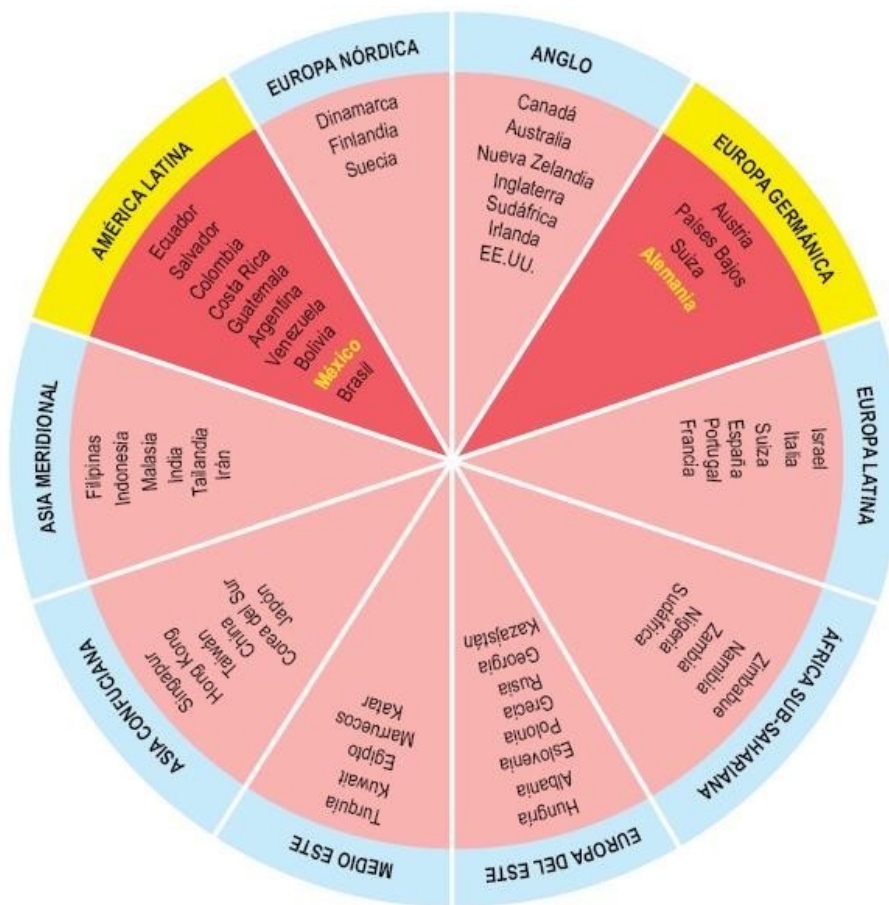 EUROPA NÓRDICA
Dinamarca
Finlandia
Suecia
ANGLO
Canadá
Australia
Nueva Zelandia
Inglaterra
Sudáfrica
Irlanda
EE.UU.
EUROPA GERMÁNICA
Austria
Países Bajos
Suiza
Alemania
EUROPA LATINA
Israel
Italia
Suiza
España
Portugal
Francia
ÁFRICA SUB-SAHARIANA
Zimbabue
Namibia
Zambia
Nigeria
Sudáfrica
EUROPA DEL ESTE
Hungría
Albania
Eslovenia
Polonia
Grecia
Rusia
Georgia
Kazajstán
MEDIO ESTE
Turquía
Kuwait
Egipto
Marruecos
Katar
ASIA CONFUCIANA
Singapur
Hong Kong
Taiwán
China
Corea del Sur
Japón
ASIA MERIDIONAL
Filipinas
Indonesia
Malasia
India
Tailandia
Irán
AMÉRICA LATINA
Ecuador
Salvador
Colombia
Costa Rica
Guatemala
Argentina
Venezuela
Bolivia
México
Brasil